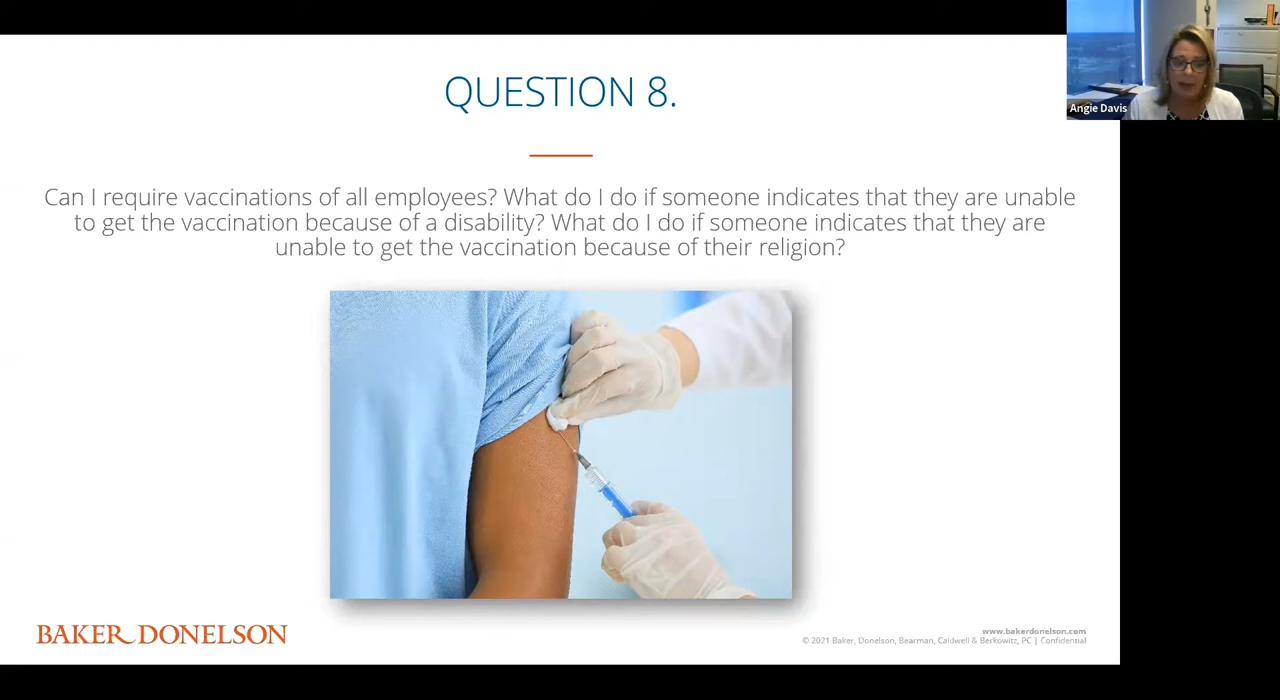 Angie Davis
QUESTION 8.
Can I require vaccinations of all employees? What do I do if someone indicates that they are unable
to get the vaccination because of a disability? What do I do if someone indicates that they are
unable to get the vaccination because of their religion?
BAKER DONELSON
www.bakerdonelson.com
© 2021 Baker, Donelson, Bearman, Caldwell & Berkowitz, PC | Confidential